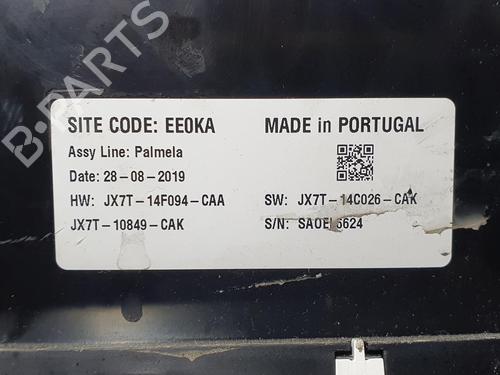 B-PARTS
SITE CODE: EE0KA
MADE in PORTUGAL
Assy Line: Palmela
Date: 28-08-2019
HW: JX7T-14F094-CAA
SW: JX7T-14C026-CAK
JX7T-10849-CAK
S/N: